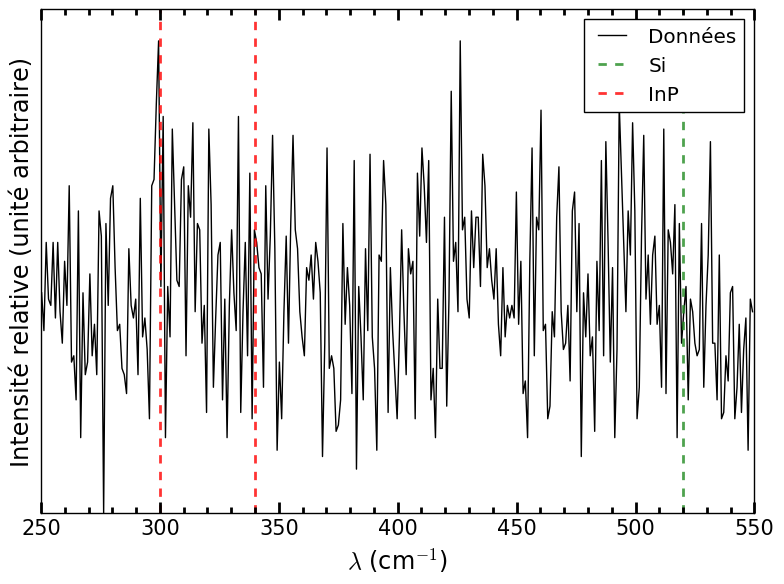 Données
Si
InP
Intensité relative (unité arbitraire)
250 300 350 400 450 500 550
λ (cm⁻¹)